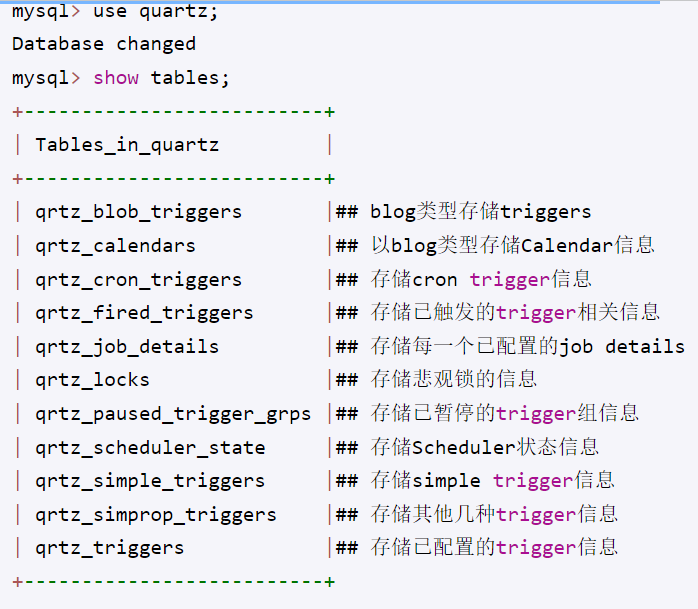 mysql> use quartz;
Database changed
mysql> show tables;
+--------------------------+
| Tables_in_quartz         |
+--------------------------+
| qrtz_blob_triggers       |## blog类型存储triggers
| qrtz_calendars           |## 以blog类型存储Calendar信息
| qrtz_cron_triggers       |## 存储cron trigger信息
| qrtz_fired_triggers      |## 存储已触发的trigger相关信息
| qrtz_job_details         |## 存储每一个已配置的job details
| qrtz_locks               |## 存储悲观锁的信息
| qrtz_paused_trigger_grps |## 存储已暂停的trigger组信息
| qrtz_scheduler_state     |## 存储Scheduler状态信息
| qrtz_simple_triggers     |## 存储simple trigger信息
| qrtz_simprop_triggers    |## 存储其他几种trigger信息
| qrtz_triggers            |## 存储已配置的trigger信息
+--------------------------+